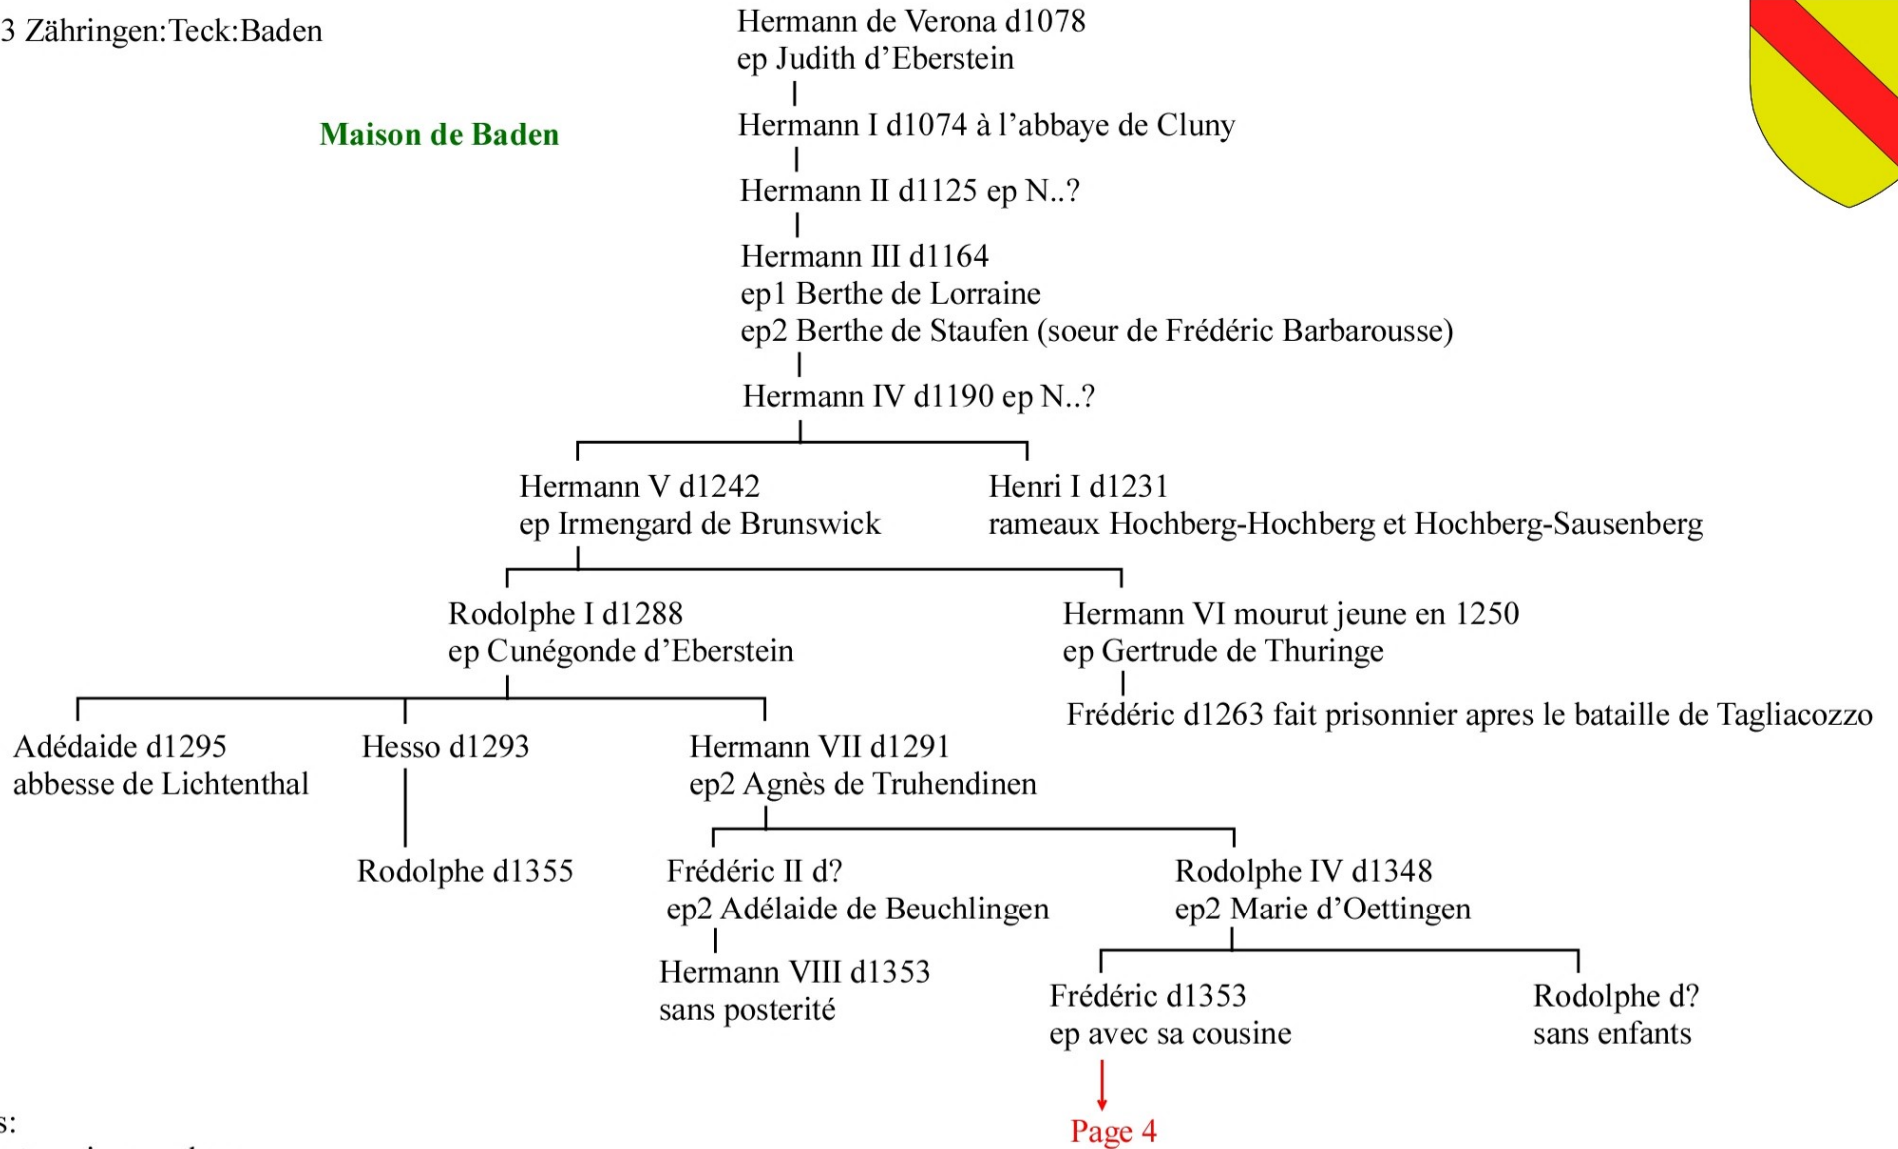 3 Zähringen:Teck:Baden
Maison de Baden
Hermann de Verona d1078
ep Judith d’Eberstein
Hermann I d1074 à l’abbaye de Cluny
Hermann II d1125 ep N..?
Hermann III d1164
ep1 Berthe de Lorraine
ep2 Berthe de Staufen (soeur de Frédéric Barbarousse)
Hermann IV d1190 ep N..?
Hermann V d1242
ep Irmengard de Brunswick
Henri I d1231
rameaux Hochberg-Hochberg et Hochberg-Sausenberg
Rodolphe I d1288
ep Cunégonde d’Eberstein
Hermann VI mourut jeune en 1250
ep Gertrude de Thuringe
Frédéric d1263 fait prisonnier apres le bataille de Tagliacozzo
Adédaide d1295
abbesse de Lichtenthal
Hesso d1293
Hermann VII d1291
ep2 Agnès de Truhendinen
Rodolphe d1355
Frédéric II d?
ep2 Adélaide de Beuchlingen
Rodolphe IV d1348
ep2 Marie d’Oettingen
Hermann VIII d1353
sans posterité
Frédéric d1353
ep avec sa cousine
Rodolphe d?
sans enfants
Page 4
s: